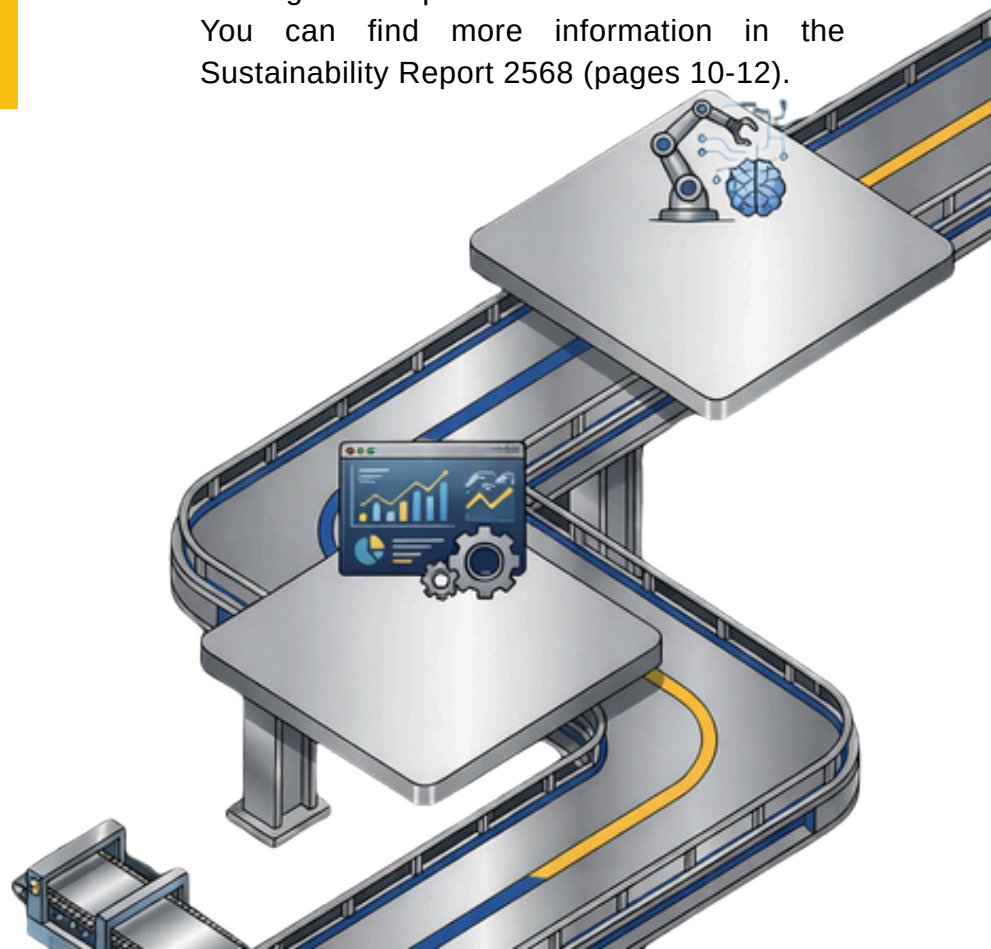 You can find more information in the
Sustainability Report 2568 (pages 10-12).